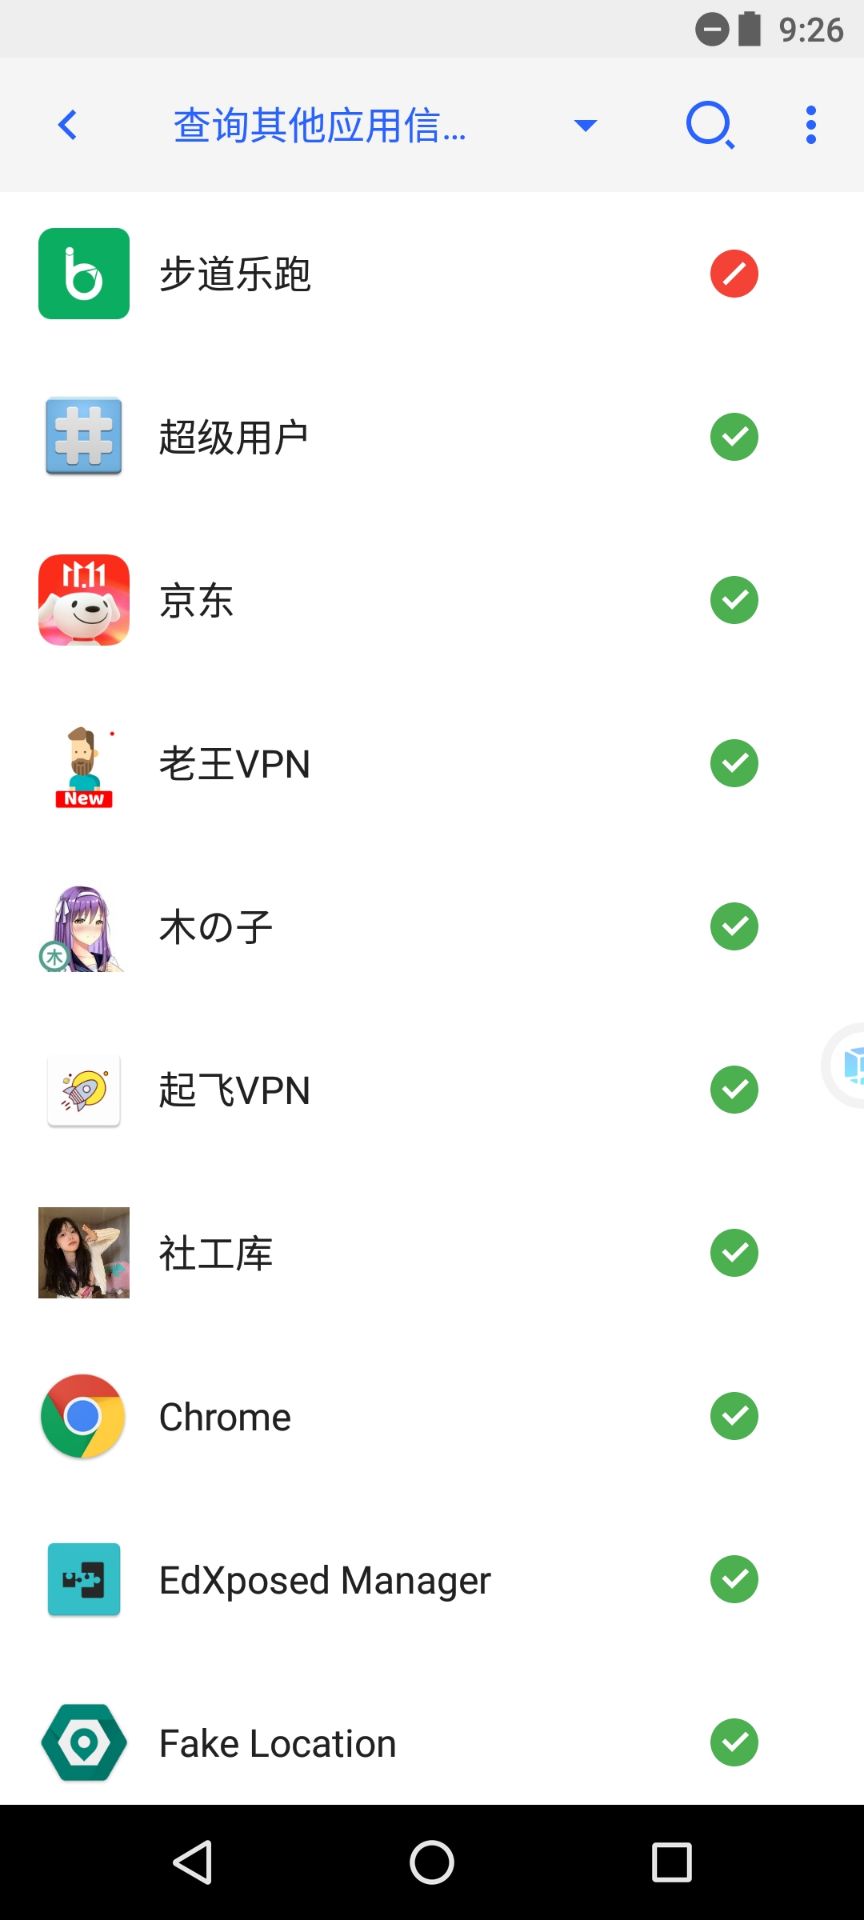 9:26
查询其他应用信...
步道乐跑
超级用户
11.11
京东
老王VPN
New
木の子
木
起飞VPN
社工库
Chrome
EdXposed Manager
Fake Location